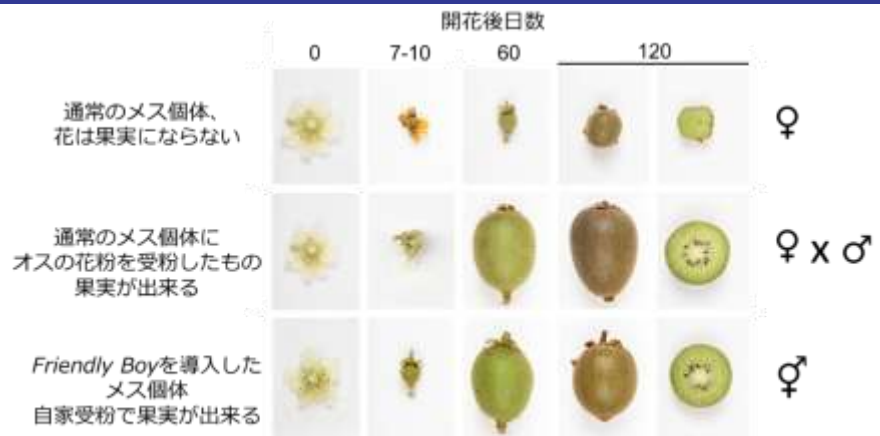 開花後日数
0
7-10
60
120
通常のメス個体、
花は果実にならない
♀
通常のメス個体に
オスの花粉を受粉したもの
果実が出来る
♀ x ♂
Friendly Boyを導入した
メス個体
自家受粉で果実が出来る
⚥